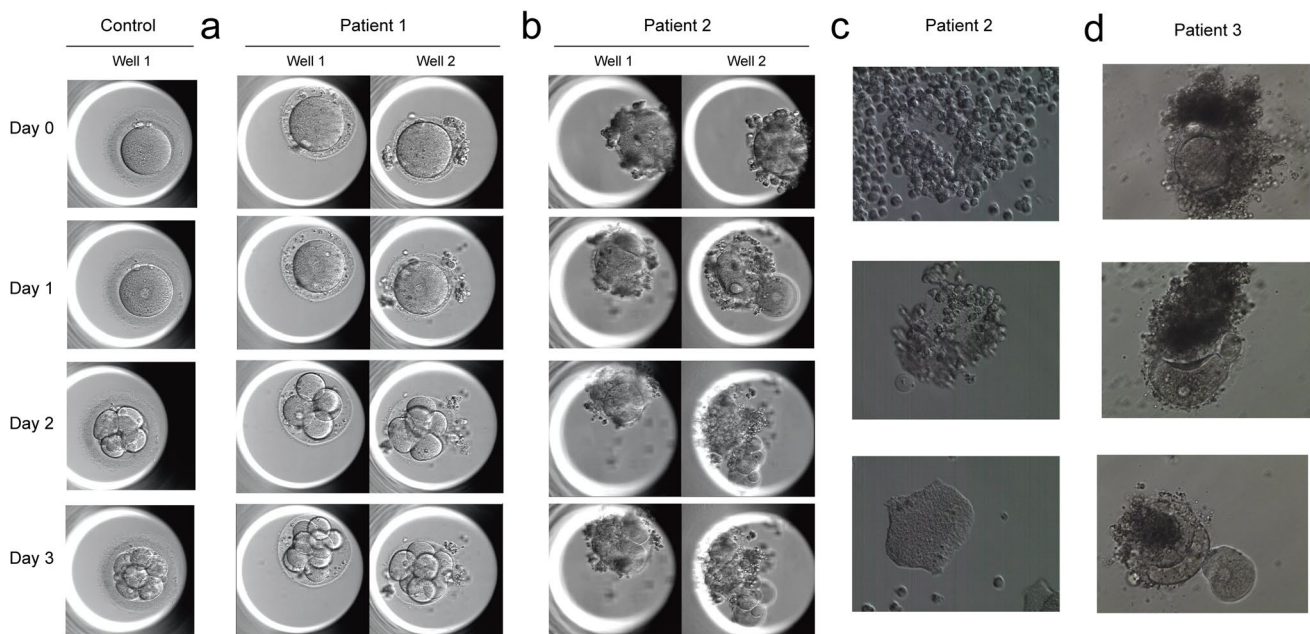 Control a Patient 1 b Patient 2 c Patient 2 d Patient 3
Well 1 Well 1 Well 2 Well 1 Well 2
Day 0
Day 1
Day 2
Day 3